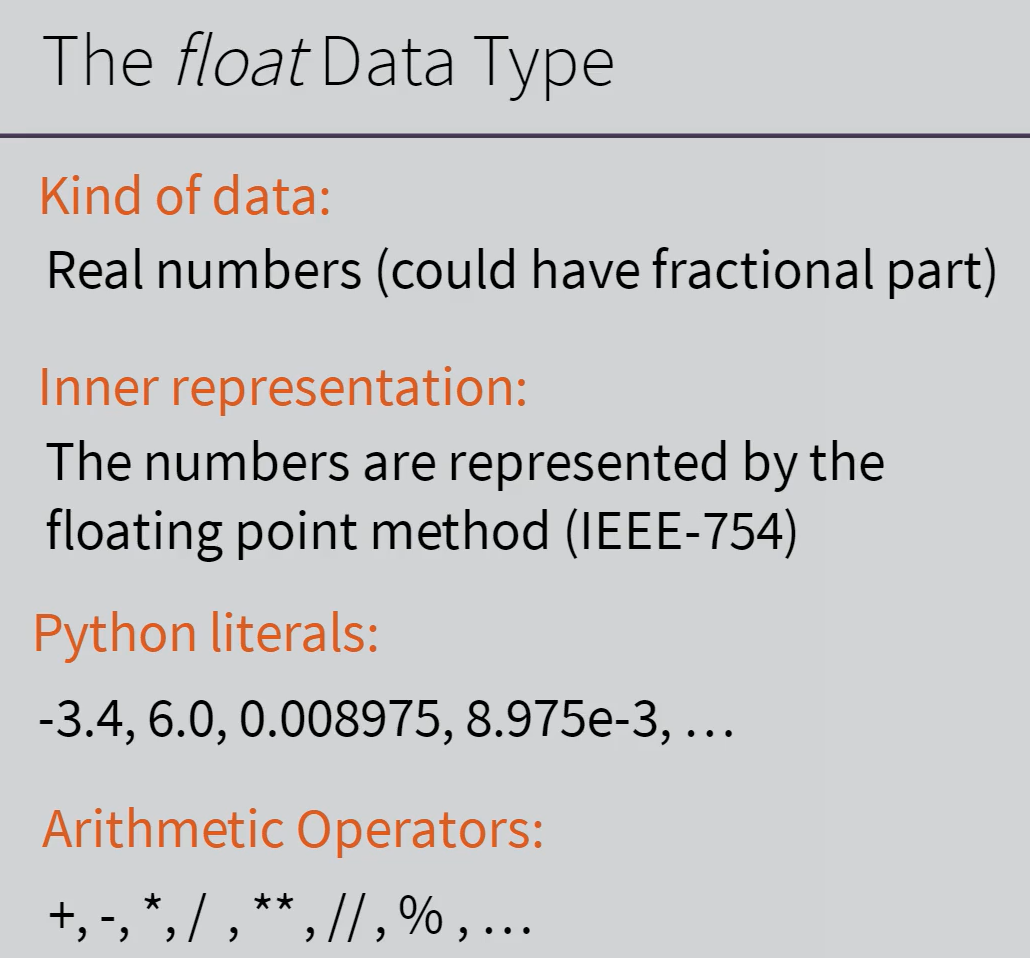 The float Data Type
Kind of data:
Real numbers (could have fractional part)
Inner representation:
The numbers are represented by the
floating point method (IEEE-754)
Python literals:
-3.4, 6.0, 0.008975, 8.975e-3, …
Arithmetic Operators:
+, -, *, / , ** , // , % , …